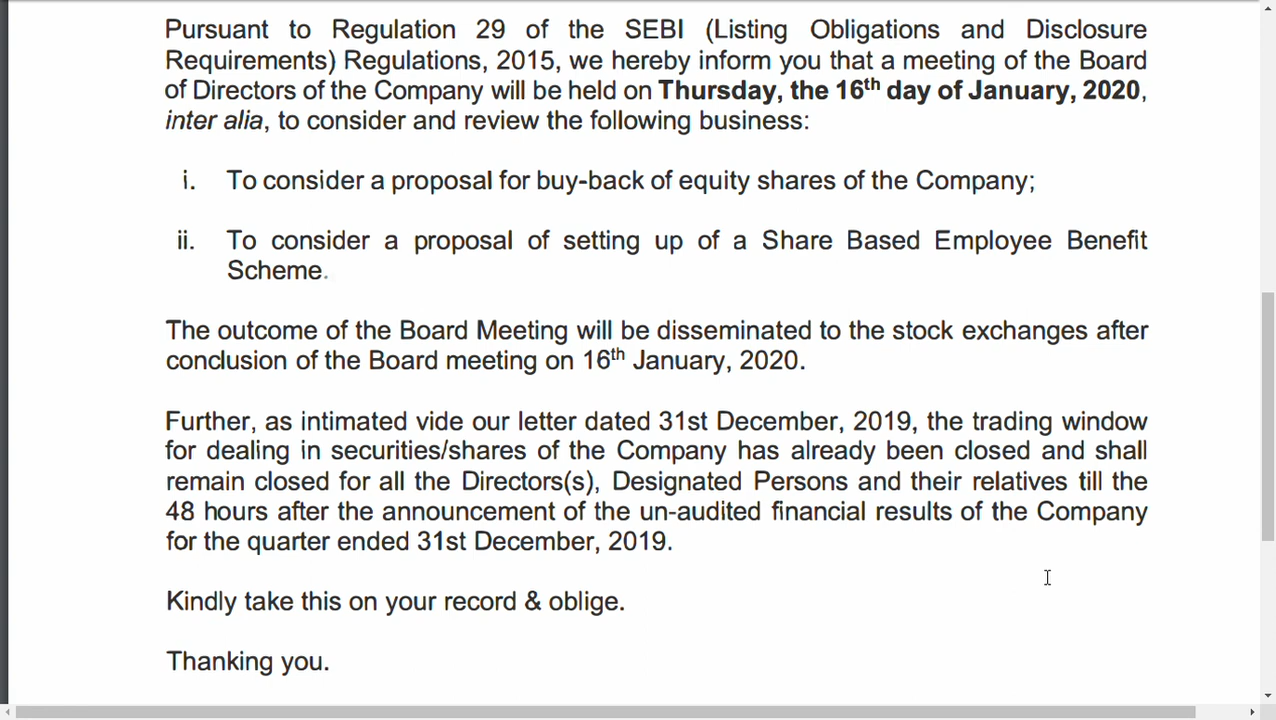 Pursuant to Regulation 29 of the SEBI (Listing Obligations and Disclosure
Requirements) Regulations, 2015, we hereby inform you that a meeting of the Board
of Directors of the Company will be held on Thursday, the 16th day of January, 2020,
inter alia, to consider and review the following business:
i. To consider a proposal for buy-back of equity shares of the Company;
ii. To consider a proposal of setting up of a Share Based Employee Benefit
Scheme.
The outcome of the Board Meeting will be disseminated to the stock exchanges after
conclusion of the Board meeting on 16th January, 2020.
Further, as intimated vide our letter dated 31st December, 2019, the trading window
for dealing in securities/shares of the Company has already been closed and shall
remain closed for all the Directors(s), Designated Persons and their relatives till the
48 hours after the announcement of the un-audited financial results of the Company
for the quarter ended 31st December, 2019.
Kindly take this on your record & oblige.
Thanking you.